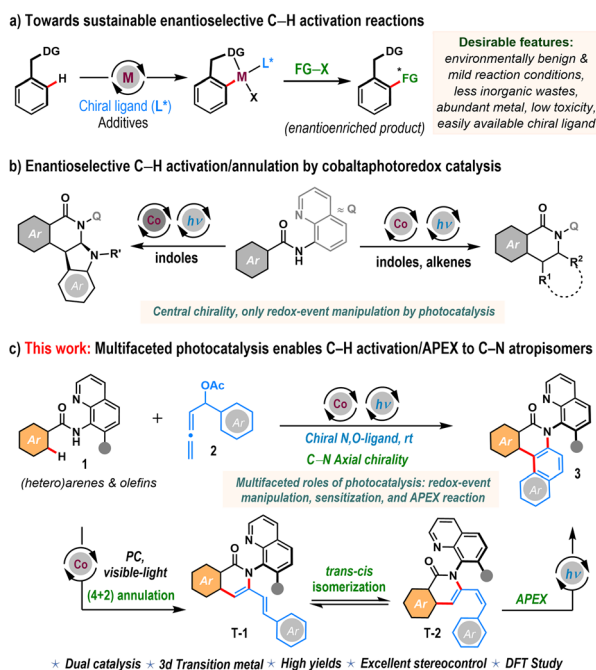 a) Towards sustainable enantioselective C–H activation reactions
DG
H
M
Chiral ligand (L*)
Additives
DG
M
L*
X
FG–X
DG
*
FG
(enantioenriched product)
Desirable features:
environmentally benign &
mild reaction conditions,
less inorganic wastes,
abundant metal, low toxicity,
easily available chiral ligand
b) Enantioselective C–H activation/annulation by cobaltaphotoredox catalysis
O
N
Q
Ar
N–R'
Ar
Co
hν
indoles
N
≈ Q
O
Ar
N
H
Co
hν
indoles, alkenes
O
N
Q
Ar
R1
R2
Central chirality, only redox-event manipulation by photocatalysis
c) This work: Multifaceted photocatalysis enables C–H activation/APEX to C–N atropisomers
N
O
N
H
Ar
H
1
(hetero)arenes & olefins
+
OAc
Ar
2
Co
hν
Chiral N,O-ligand, rt
C–N Axial chirality
Multifaceted roles of photocatalysis: redox-event
manipulation, sensitization, and APEX reaction
N
O
N
Ar
Ar
3
Co
PC,
visible-light
(4+2) annulation
N
O
N
Ar
Ar
T-1
trans-cis
isomerization
N
O
N
Ar
Ar
T-2
APEX
hν
* Dual catalysis * 3d Transition metal * High yields * Excellent stereocontrol * DFT Study